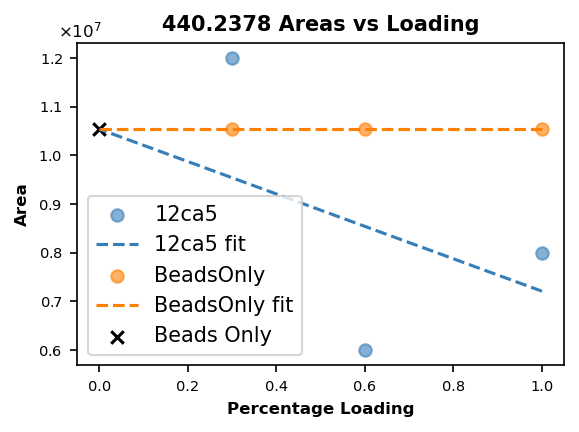 440.2378 Areas vs Loading
×10⁷
1.2
1.1
1.0
0.9
0.8
0.7
0.6
Area
12ca5
12ca5 fit
BeadsOnly
BeadsOnly fit
Beads Only
0.0 0.2 0.4 0.6 0.8 1.0
Percentage Loading